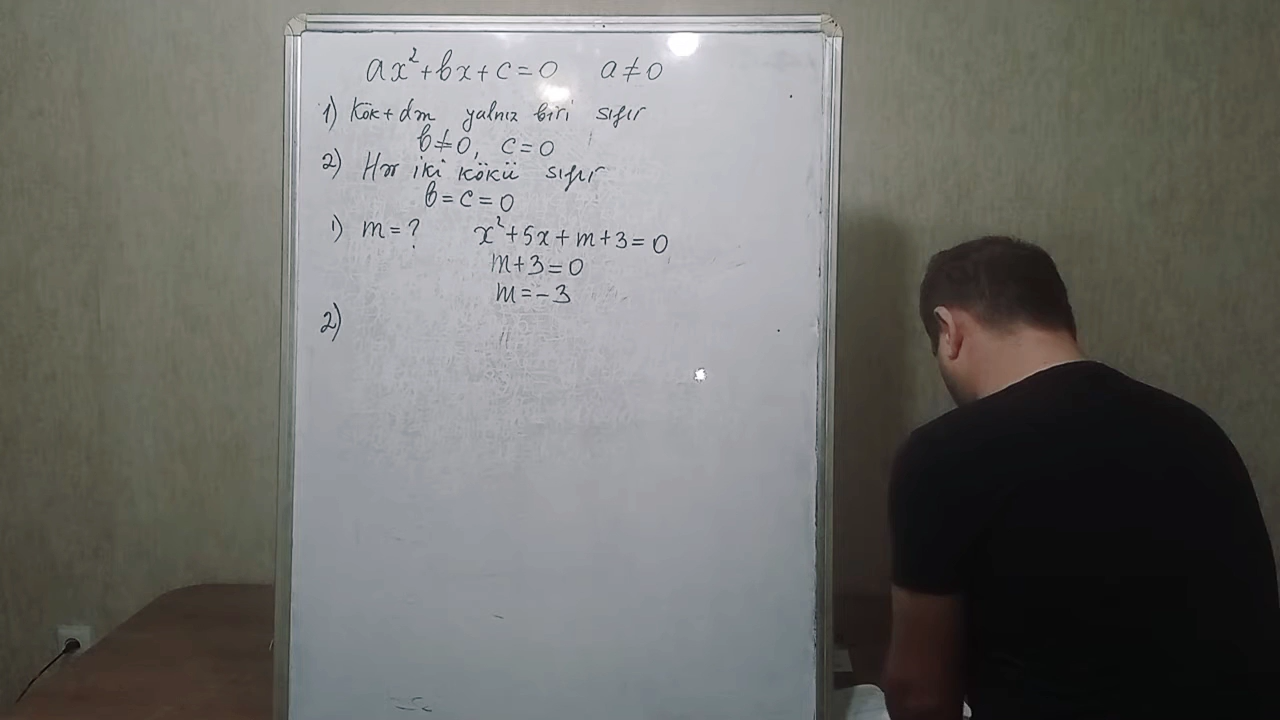 ax²+bx+c=0 a≠0
1) Kök+dən yalnız biri sıfır
b≠0, c=0
2) Hər iki kökü sıfır
b=c=0
1) m=? x²+5x+m+3=0
m+3=0
m=-3
2)